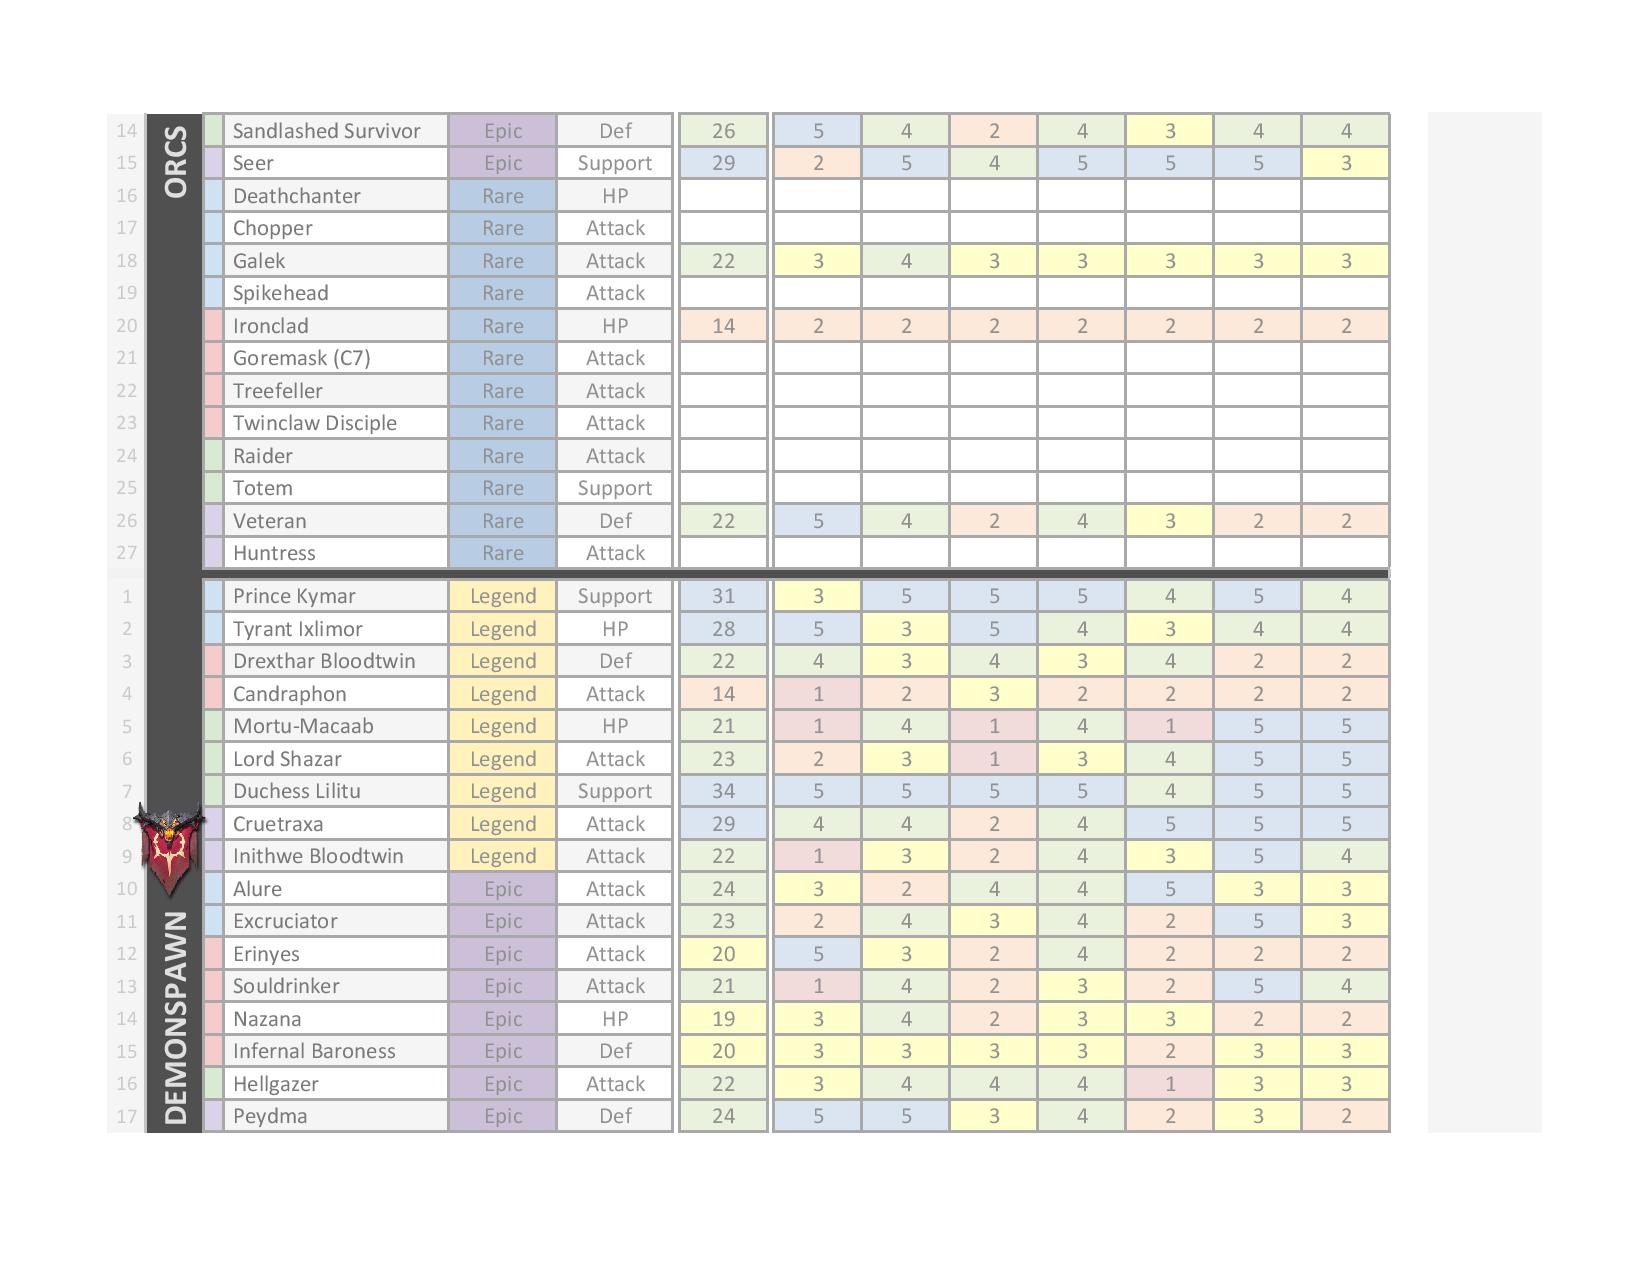 ORCS
14 Sandlashed Survivor Epic Def 26 5 4 2 4 3 4 4
15 Seer Epic Support 29 2 5 4 5 5 5 3
16 Deathchanter Rare HP
17 Chopper Rare Attack
18 Galek Rare Attack 22 3 4 3 3 3 3 3
19 Spikehead Rare Attack
20 Ironclad Rare HP 14 2 2 2 2 2 2 2
21 Goremask (C7) Rare Attack
22 Treefeller Rare Attack
23 Twinclaw Disciple Rare Attack
24 Raider Rare Attack
25 Totem Rare Support
26 Veteran Rare Def 22 5 4 2 4 3 2 2
27 Huntress Rare Attack
DEMONSPAWN
1 Prince Kymar Legend Support 31 3 5 5 5 4 5 4
2 Tyrant Ixlimor Legend HP 28 5 3 5 4 3 4 4
3 Drexthar Bloodtwin Legend Def 22 4 3 4 3 4 2 2
4 Candraphon Legend Attack 14 1 2 3 2 2 2 2
5 Mortu-Macaab Legend HP 21 1 4 1 4 1 5 5
6 Lord Shazar Legend Attack 23 2 3 1 3 4 5 5
7 Duchess Lilitu Legend Support 34 5 5 5 5 4 5 5
8 Cruetraxa Legend Attack 29 4 4 2 4 5 5 5
9 Inithwe Bloodtwin Legend Attack 22 1 3 2 4 3 5 4
10 Alure Epic Attack 24 3 2 4 4 5 3 3
11 Excruciator Epic Attack 23 2 4 3 4 2 5 3
12 Erinyes Epic Attack 20 5 3 2 4 2 2 2
13 Souldrinker Epic Attack 21 1 4 2 3 2 5 4
14 Nazana Epic HP 19 3 4 2 3 3 2 2
15 Infernal Baroness Epic Def 20 3 3 3 3 2 3 3
16 Hellgazer Epic Attack 22 3 4 4 4 1 3 3
17 Peydma Epic Def 24 5 5 3 4 2 3 2